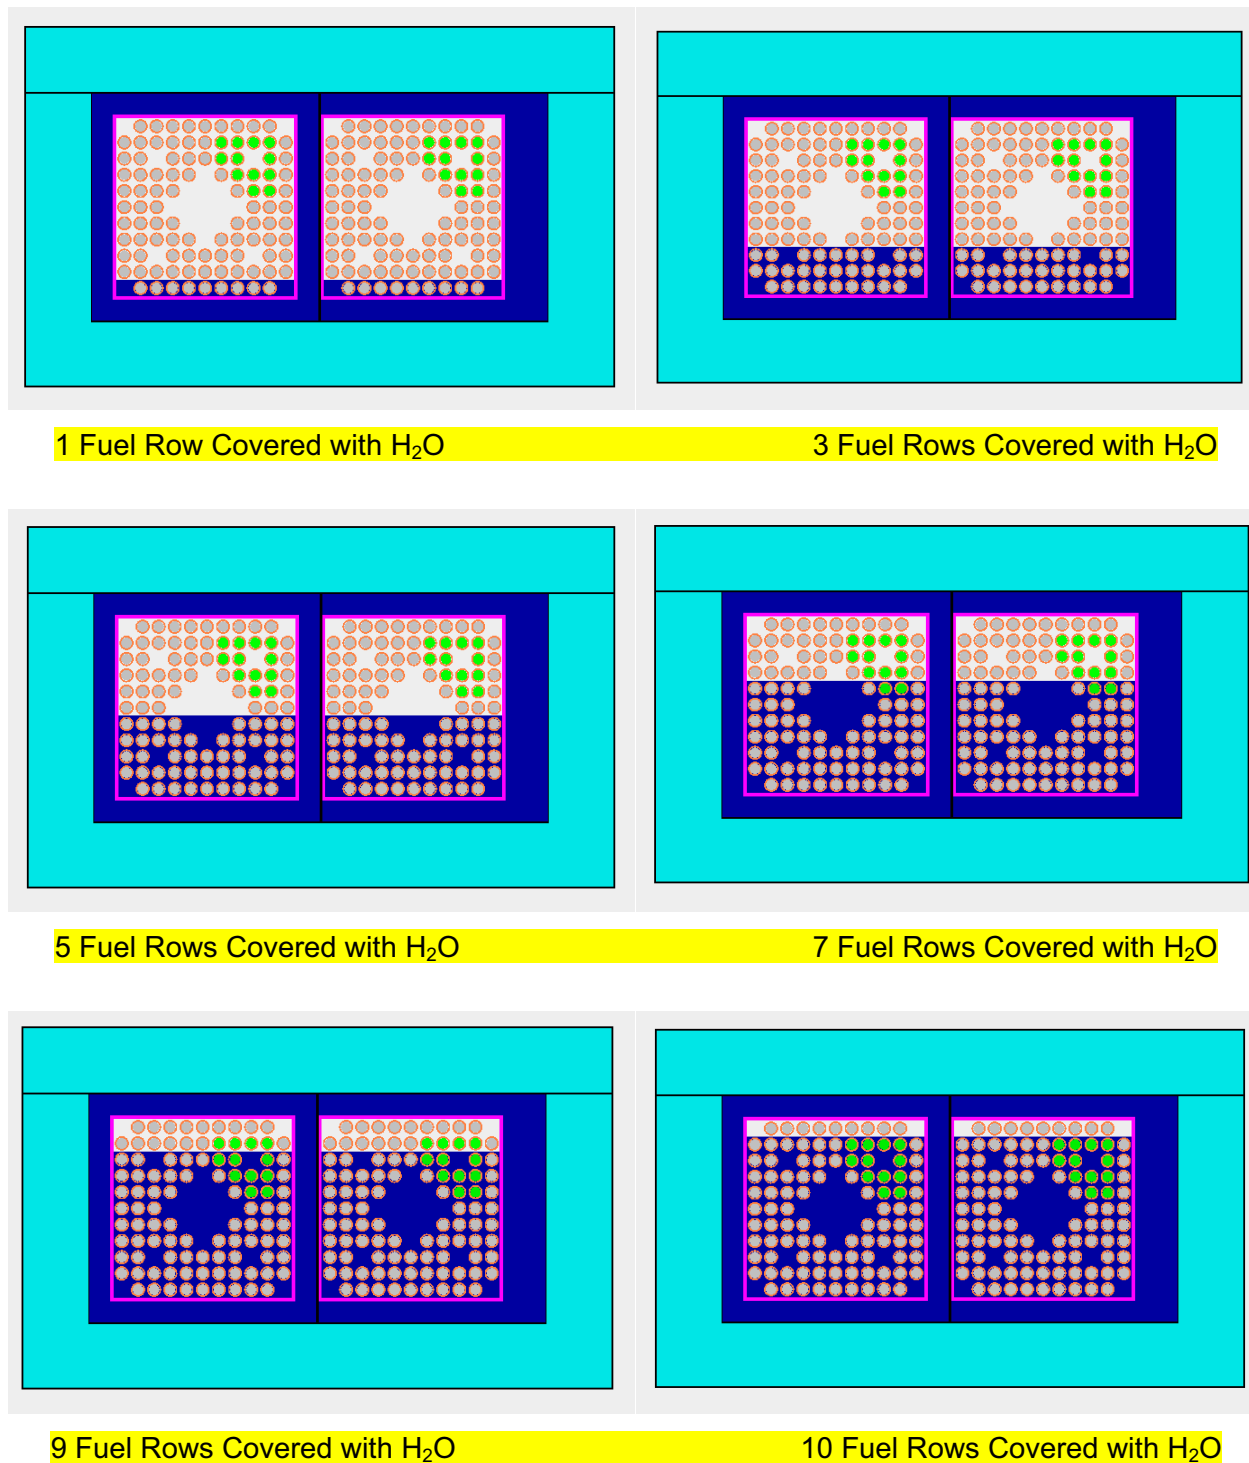 1 Fuel Row Covered with H₂O
3 Fuel Rows Covered with H₂O
5 Fuel Rows Covered with H₂O
7 Fuel Rows Covered with H₂O
9 Fuel Rows Covered with H₂O
10 Fuel Rows Covered with H₂O